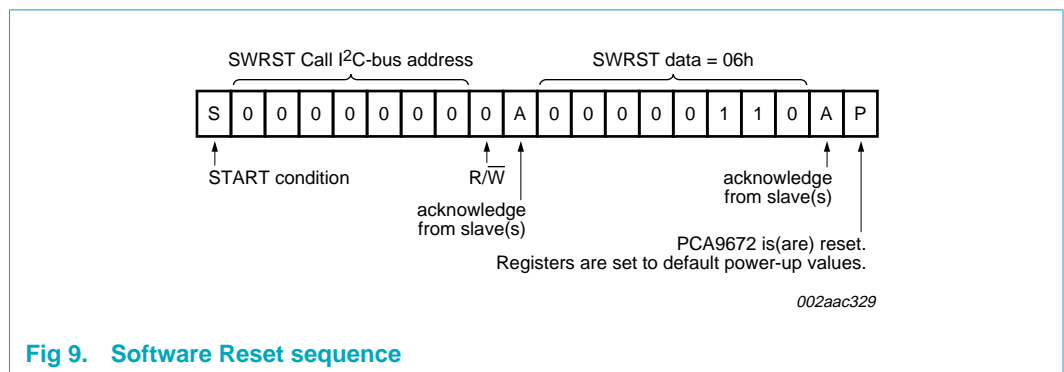 SWRST Call I2C-bus address SWRST data = 06h
S 0 0 0 0 0 0 0 0 A 0 0 0 0 0 1 1 0 A P
START condition R/W
acknowledge
from slave(s)
acknowledge
from slave(s)
PCA9672 is(are) reset.
Registers are set to default power-up values.
002aac329
Fig 9. Software Reset sequence